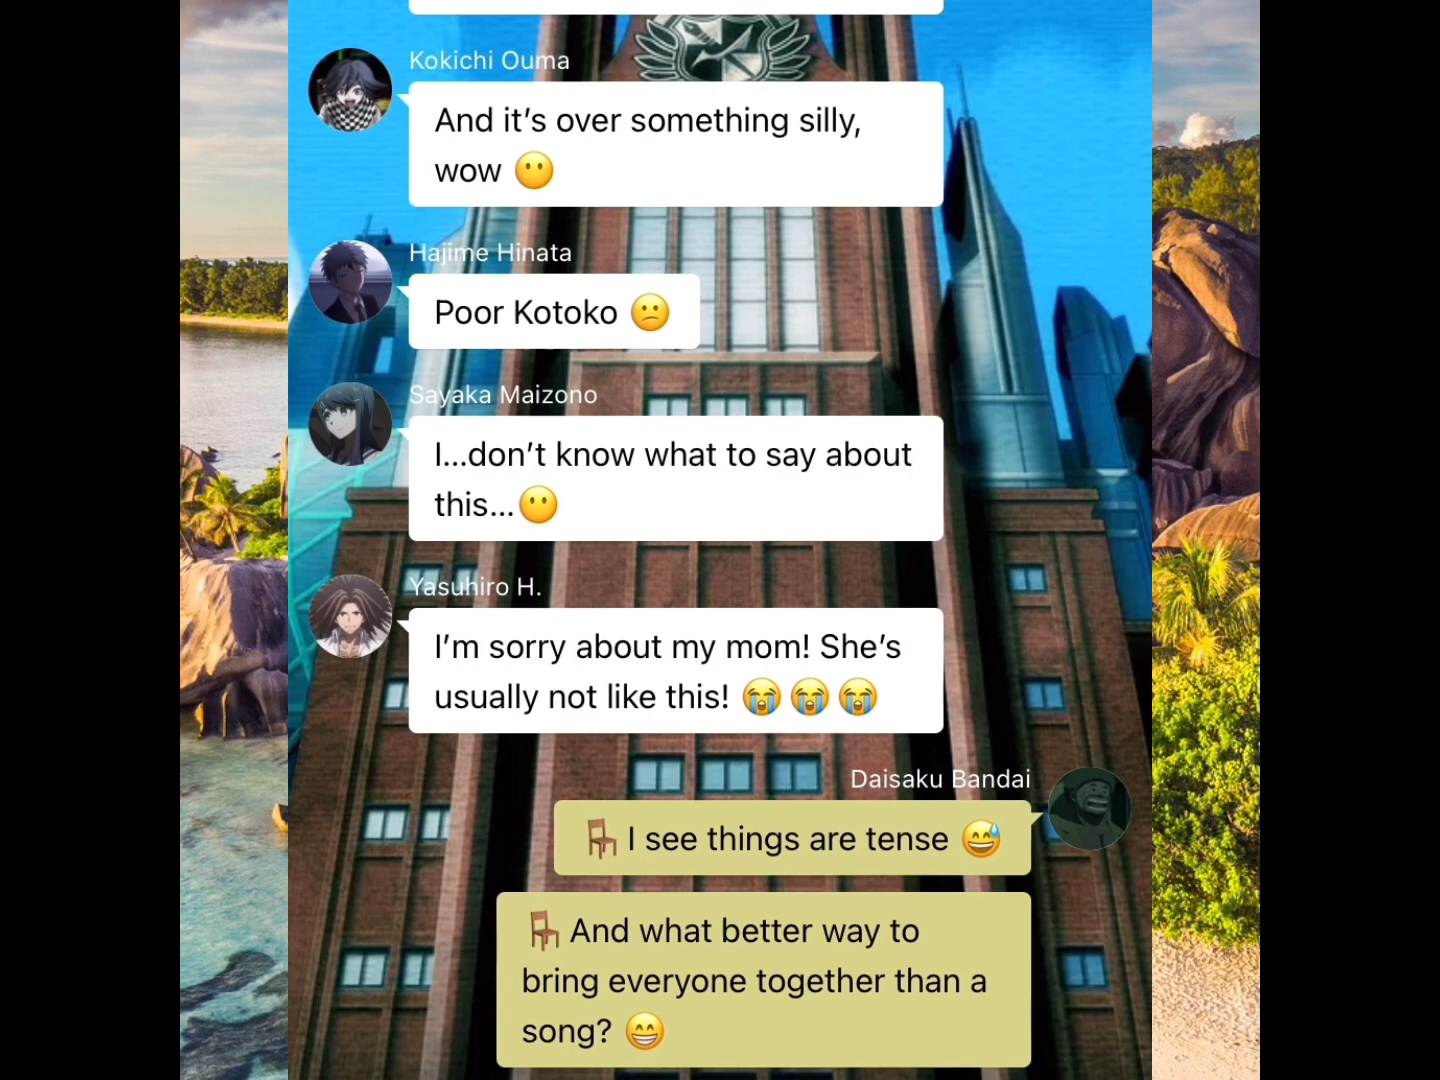 Kokichi Ouma
And it’s over something silly,
wow 😶
Hajime Hinata
Poor Kotoko 😕
Sayaka Maizono
I...don’t know what to say about
this...😶
Yasuhiro H.
I’m sorry about my mom! She’s
usually not like this! 😭😭😭
Daisaku Bandai
🪑I see things are tense 😅
🪑And what better way to
bring everyone together than a
song? 😁